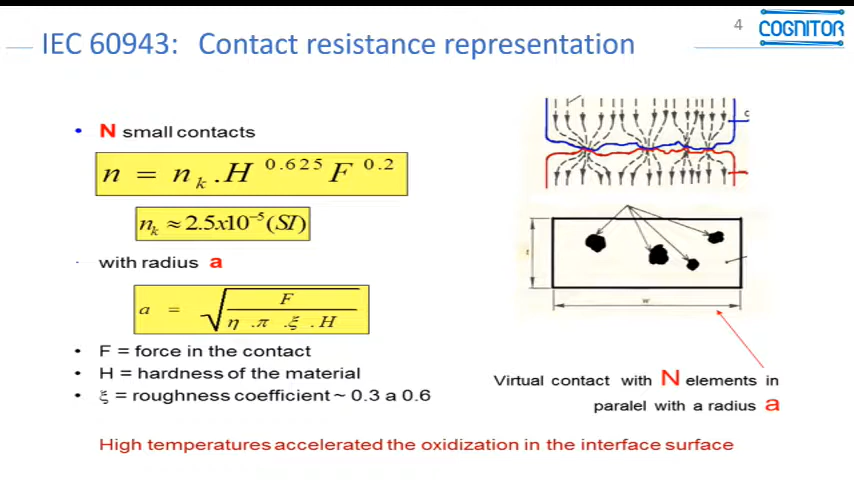 4
COGNITOR
IEC 60943: Contact resistance representation
• N small contacts
n = n_k .H^0.625 F^0.2
n_k ≈ 2.5x10^-5 (SI)
with radius a
a = √(F / η .π .ξ .H)
• F = force in the contact
• H = hardness of the material
• ξ = roughness coefficient ~ 0.3 a 0.6
t
w
Virtual contact with N elements in
paralel with a radius a
High temperatures accelerated the oxidization in the interface surface